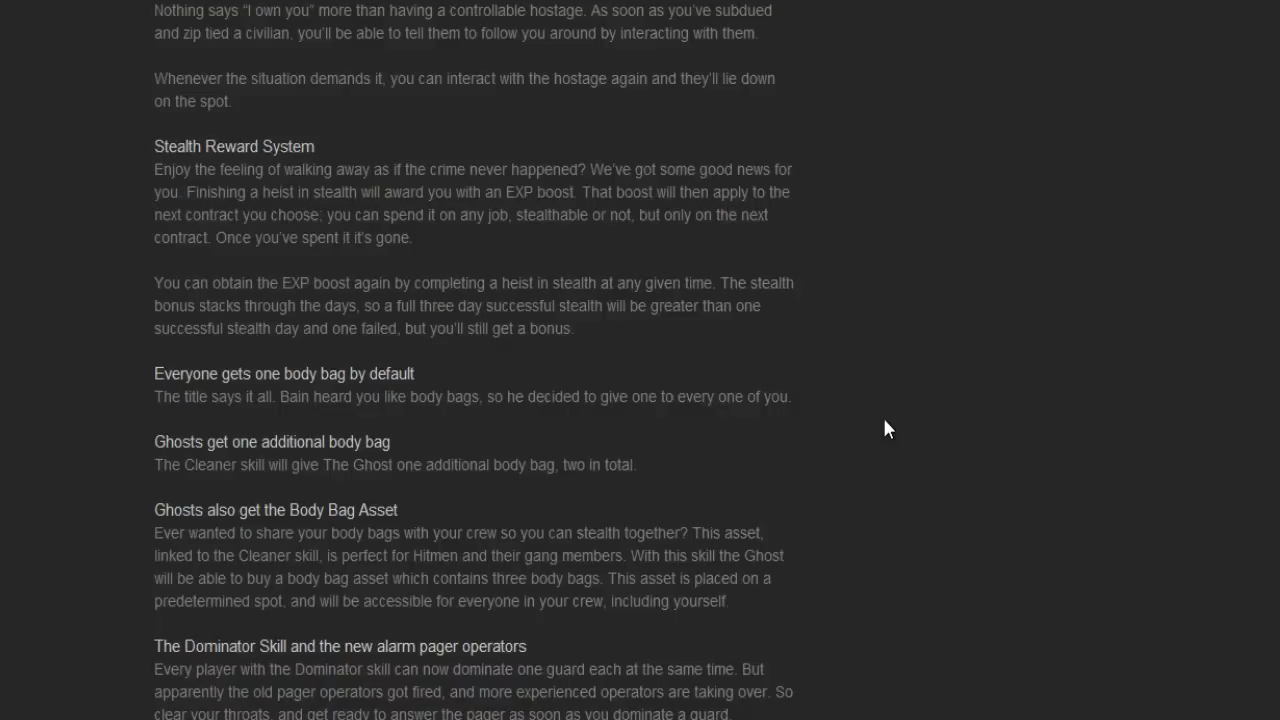 Nothing says “I own you” more than having a controllable hostage. As soon as you’ve subdued
and zip tied a civilian, you’ll be able to tell them to follow you around by interacting with them.
Whenever the situation demands it, you can interact with the hostage again and they’ll lie down
on the spot.
Stealth Reward System
Enjoy the feeling of walking away as if the crime never happened? We’ve got some good news for
you. Finishing a heist in stealth will award you with an EXP boost. That boost will then apply to the
next contract you choose; you can spend it on any job, stealthable or not, but only on the next
contract. Once you’ve spent it it’s gone.
You can obtain the EXP boost again by completing a heist in stealth at any given time. The stealth
bonus stacks through the days, so a full three day successful stealth will be greater than one
successful stealth day and one failed, but you’ll still get a bonus.
Everyone gets one body bag by default
The title says it all. Bain heard you like body bags, so he decided to give one to every one of you.
Ghosts get one additional body bag
The Cleaner skill will give The Ghost one additional body bag, two in total.
Ghosts also get the Body Bag Asset
Ever wanted to share your body bags with your crew so you can stealth together? This asset,
linked to the Cleaner skill, is perfect for Hitmen and their gang members. With this skill the Ghost
will be able to buy a body bag asset which contains three body bags. This asset is placed on a
predetermined spot, and will be accessible for everyone in your crew, including yourself.
The Dominator Skill and the new alarm pager operators
Every player with the Dominator skill can now dominate one guard each at the same time. But
apparently the old pager operators got fired, and more experienced operators are taking over. So
clear your throats, and get ready to answer the pager as soon as you dominate a guard.